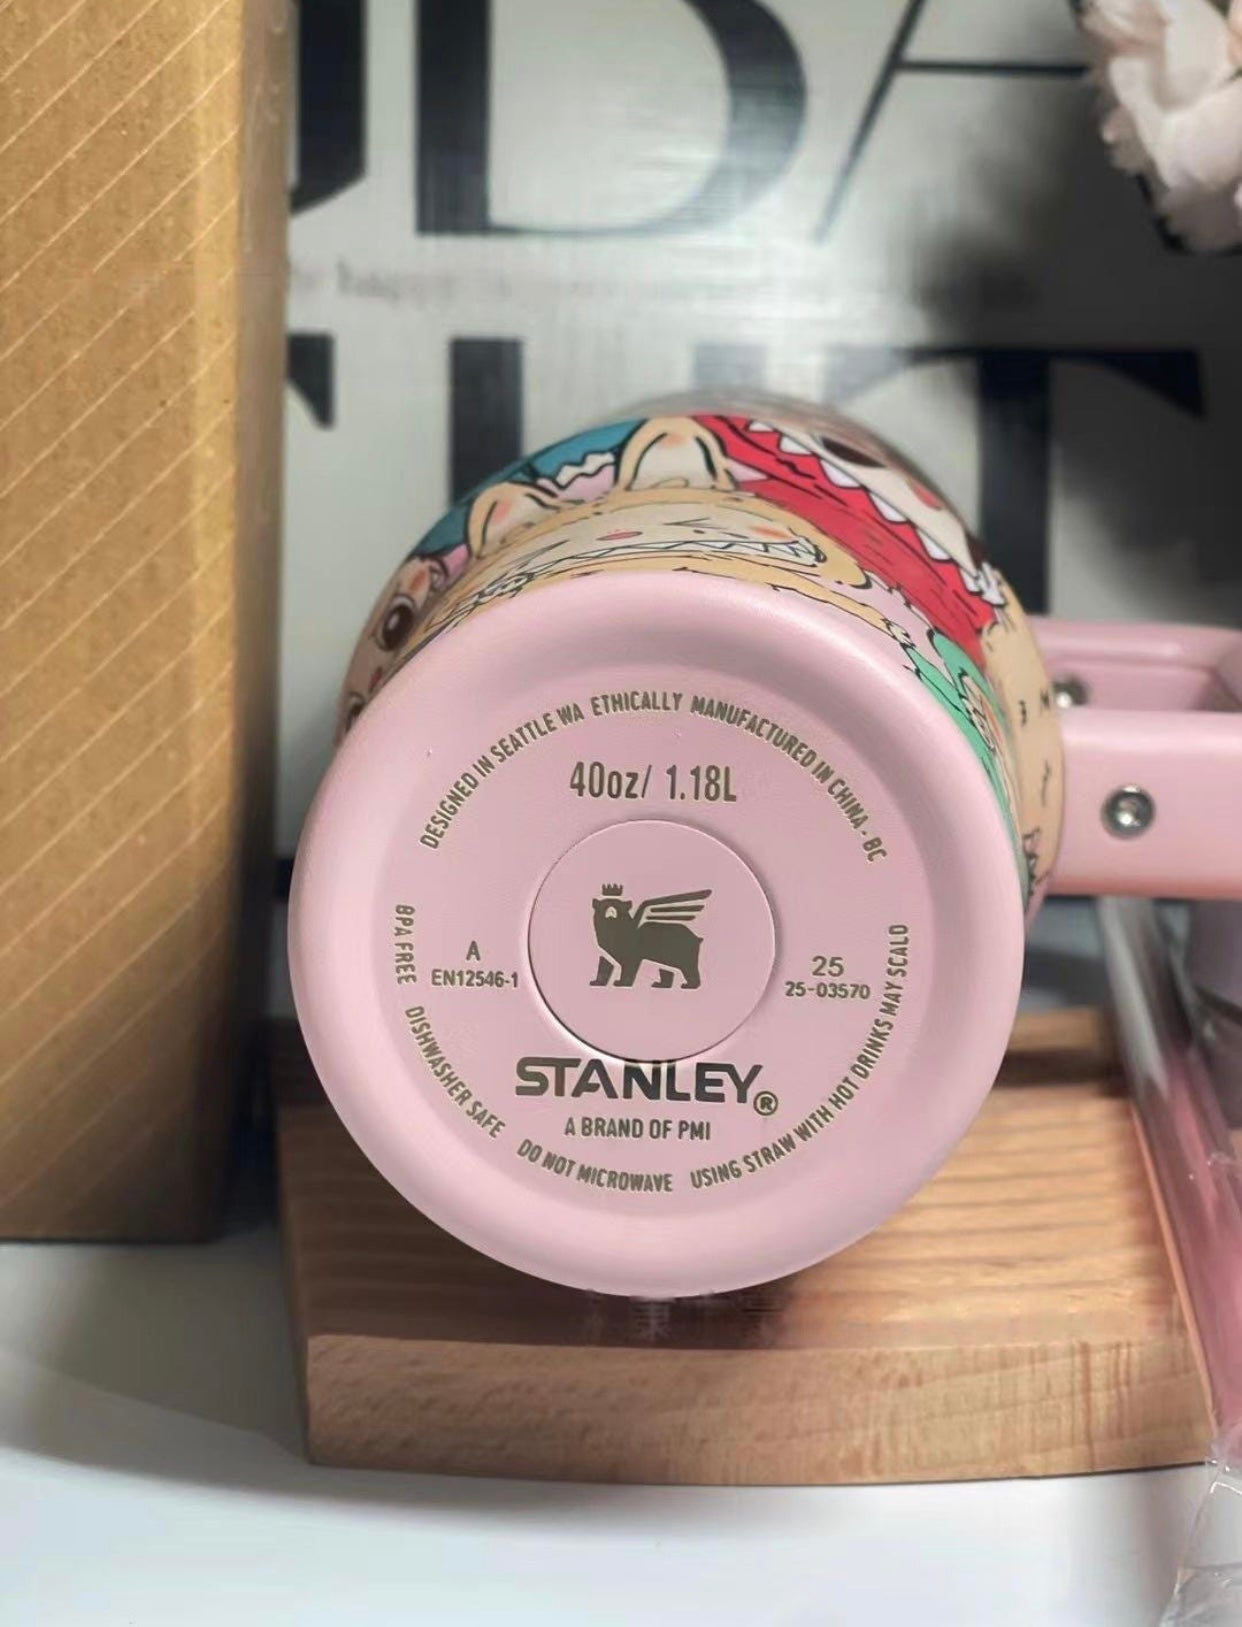 DA
DESIGNED IN SEATTLE WA ETHICALLY MANUFACTURED IN CHINA - BC
40oz/ 1.18L
A
EN12546-1
25
25-03570
STANLEY®
A BRAND OF PMI
BPA FREE DISHWASHER SAFE DO NOT MICROWAVE USING STRAW WITH HOT DRINKS MAY SCALD